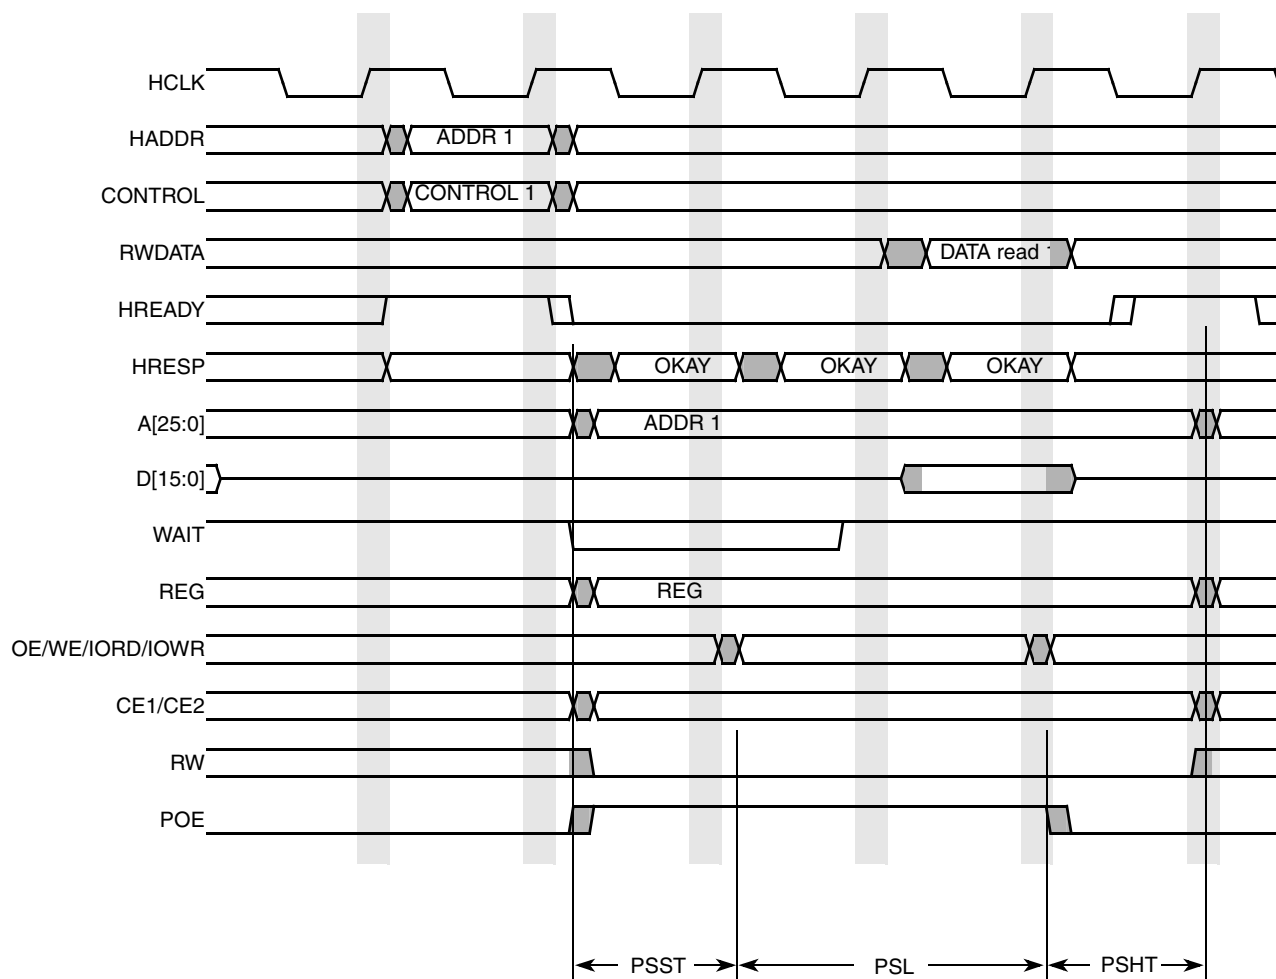 HCLK
HADDR ADDR 1
CONTROL CONTROL 1
RWDATA DATA read 1
HREADY
HRESP OKAY OKAY OKAY
A[25:0] ADDR 1
D[15:0]
WAIT
REG REG
OE/WE/IORD/IOWR
CE1/CE2
RW
POE
PSST PSL PSHT